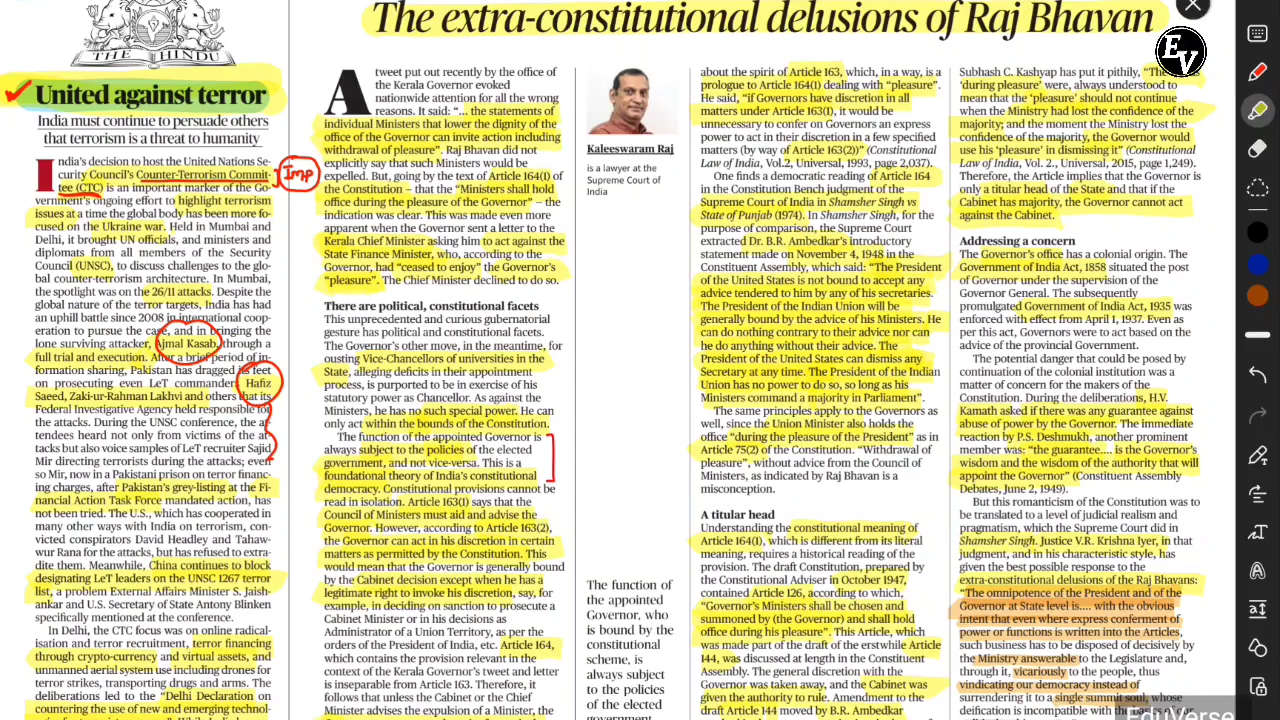 THE HINDU
United against terror
India must continue to persuade others
that terrorism is a threat to humanity
India's decision to host the United Nations Se-
curity Council's Counter-Terrorism Commit-
tee (CTC) is an important marker of the Go-
vernment's ongoing effort to highlight terrorism
issues at a time the global body has been more fo-
cused on the Ukraine war. Held in Mumbai and
Delhi, it brought UN officials, and ministers and
diplomats from all members of the Security
Council (UNSC), to discuss challenges to the glo-
bal counter-terrorism architecture. In Mumbai,
the spotlight was on the 26/11 attacks. Despite the
global nature of the terror targets, India has had
an uphill battle since 2008 in international coop-
eration to pursue the case, and in bringing the
lone surviving attacker, Ajmal Kasab, through a
full trial and execution. After a brief period of in-
formation sharing, Pakistan has dragged its feet
on prosecuting even LeT commanders Hafiz
Saeed, Zaki-ur-Rahman Lakhvi and others that its
Federal Investigative Agency held responsible for
the attacks. During the UNSC conference, the at-
tendees heard not only from victims of the at-
tacks but also voice samples of LeT recruiter Sajid
Mir directing terrorists during the attacks; even
so Mir, now in a Pakistani prison on terror financ-
ing charges, after Pakistan's grey-listing at the Fi-
nancial Action Task Force mandated action, has
not been tried. The U.S., which has cooperated in
many other ways with India on terrorism, con-
victed conspirators David Headley and Tahaw-
wur Rana for the attacks, but has refused to extra-
dite them. Meanwhile, China continues to block
designating LeT leaders on the UNSC 1267 terror
list, a problem External Affairs Minister S. Jaish-
ankar and U.S. Secretary of State Antony Blinken
specifically mentioned at the conference.
In Delhi, the CTC focus was on online radical-
isation and terror recruitment, terror financing
through crypto-currency and virtual assets, and
unmanned aerial system use including drones for
terror strikes, transporting drugs and arms. The
deliberations led to the "Delhi Declaration" on
countering the use of new and emerging technol-
Imp
The extra-constitutional delusions of Raj Bhavan
A tweet put out recently by the office of
the Kerala Governor evoked
nationwide attention for all the wrong
reasons. It said: "... the statements of
individual Ministers that lower the dignity of the
office of the Governor can invite action including
withdrawal of pleasure". Raj Bhavan did not
explicitly say that such Ministers would be
expelled. But, going by the text of Article 164(1) of
the Constitution – that the "Ministers shall hold
office during the pleasure of the Governor" – the
indication was clear. This was made even more
apparent when the Governor sent a letter to the
Kerala Chief Minister asking him to act against the
State Finance Minister, who, according to the
Governor, had "ceased to enjoy" the Governor's
"pleasure". The Chief Minister declined to do so.
There are political, constitutional facets
This unprecedented and curious gubernatorial
gesture has political and constitutional facets.
The Governor's other move, in the meantime, for
ousting Vice-Chancellors of universities in the
State, alleging deficits in their appointment
process, is purported to be in exercise of his
statutory power as Chancellor. As against the
Ministers, he has no such special power. He can
only act within the bounds of the Constitution.
The function of the appointed Governor is
always subject to the policies of the elected
government, and not vice-versa. This is a
foundational theory of India's constitutional
democracy. Constitutional provisions cannot be
read in isolation. Article 163(1) says that the
Council of Ministers must aid and advise the
Governor. However, according to Article 163(2),
the Governor can act in his discretion in certain
matters as permitted by the Constitution. This
would mean that the Governor is generally bound
by the Cabinet decision except when he has a
legitimate right to invoke his discretion, say, for
example, in deciding on sanction to prosecute a
Cabinet Minister or in his decisions as
Administrator of a Union Territory, as per the
orders of the President of India, etc. Article 164,
which contains the provision relevant in the
context of the Kerala Governor's tweet and letter
is inseparable from Article 163. Therefore, it
follows that unless the Cabinet or the Chief
Minister advises the expulsion of a Minister, the
Kaleeswaram Raj
is a lawyer at the
Supreme Court of
India
The function of
the appointed
Governor, who
is bound by the
constitutional
scheme, is
always subject
to the policies
of the elected
government
about the spirit of Article 163, which, in a way, is a
prologue to Article 164(1) dealing with "pleasure".
He said, "if Governors have discretion in all
matters under Article 163(1), it would be
unnecessary to confer on Governors an express
power to act in their discretion in a few specified
matters (by way of Article 163(2))" (Constitutional
Law of India, Vol.2, Universal, 1993, page 2,037).
One finds a democratic reading of Article 164
in the Constitution Bench judgment of the
Supreme Court of India in Shamsher Singh vs
State of Punjab (1974). In Shamsher Singh, for the
purpose of comparison, the Supreme Court
extracted Dr. B.R. Ambedkar's introductory
statement made on November 4, 1948 in the
Constituent Assembly, which said: "The President
of the United States is not bound to accept any
advice tendered to him by any of his secretaries.
The President of the Indian Union will be
generally bound by the advice of his Ministers. He
can do nothing contrary to their advice nor can
he do anything without their advice. The
President of the United States can dismiss any
Secretary at any time. The President of the Indian
Union has no power to do so, so long as his
Ministers command a majority in Parliament".
The same principles apply to the Governors as
well, since the Union Minister also holds the
office "during the pleasure of the President" as in
Article 75(2) of the Constitution. "Withdrawal of
pleasure", without advice from the Council of
Ministers, as indicated by Raj Bhavan is a
misconception.
A titular head
Understanding the constitutional meaning of
Article 164(1), which is different from its literal
meaning, requires a historical reading of the
provision. The draft Constitution, prepared by
the Constitutional Adviser in October 1947,
contained Article 126, according to which,
"Governor's Ministers shall be chosen and
summoned by (the Governor) and shall hold
office during his pleasure". This Article, which
was made part of the draft of the erstwhile Article
144, was discussed at length in the Constituent
Assembly. The general discretion with the
Governor was taken away, and the Cabinet was
given the authority to rule. Amendment to the
draft Article 144 moved by B.R. Ambedkar
Subhash C. Kashyap has put it pithily, "The words
'during pleasure' were, always understood to
mean that the 'pleasure' should not continue
when the Ministry had lost the confidence of the
majority; and the moment the Ministry lost the
confidence of the majority, the Governor would
use his 'pleasure' in dismissing it" (Constitution
of India, Vol. 2., Universal, 2015, page 1,249).
Therefore, the Article implies that the Governor is
only a titular head of the State and that if the
Cabinet has majority, the Governor cannot act
against the Cabinet.
Addressing a concern
The Governor's office has a colonial origin. The
Government of India Act, 1858 situated the post
of Governor under the supervision of the
Governor General. The subsequently
promulgated Government of India Act, 1935 was
enforced with effect from April 1, 1937. Even as
per this act, Governors were to act based on the
advice of the provincial Government.
The potential danger that could be posed by
continuation of the colonial institution was a
matter of concern for the makers of the
Constitution. During the deliberations, H.V.
Kamath asked if there was any guarantee against
abuse of power by the Governor. The immediate
reaction by P.S. Deshmukh, another prominent
member was: "the guarantee.... is the Governor's
wisdom and the wisdom of the authority that will
appoint the Governor" (Constituent Assembly
Debates, June 2, 1949).
But this romanticism of the Constitution was to
be translated to a level of judicial realism and
pragmatism, which the Supreme Court did in
Shamsher Singh. Justice V.R. Krishna Iyer, in that
judgment, and in his characteristic style, has
given the best possible response to the
extra-constitutional delusions of the Raj Bhavans:
"The omnipotence of the President and of the
Governor at State level is.... with the obvious
intent that even where express conferment of
power or functions is written into the Articles,
such business has to be disposed of decisively by
the Ministry answerable to the Legislature and,
through it, vicariously to the people, thus
vindicating our democracy instead of
surrendering it to a single summit soul, whose
deification is incompatible with the
EV